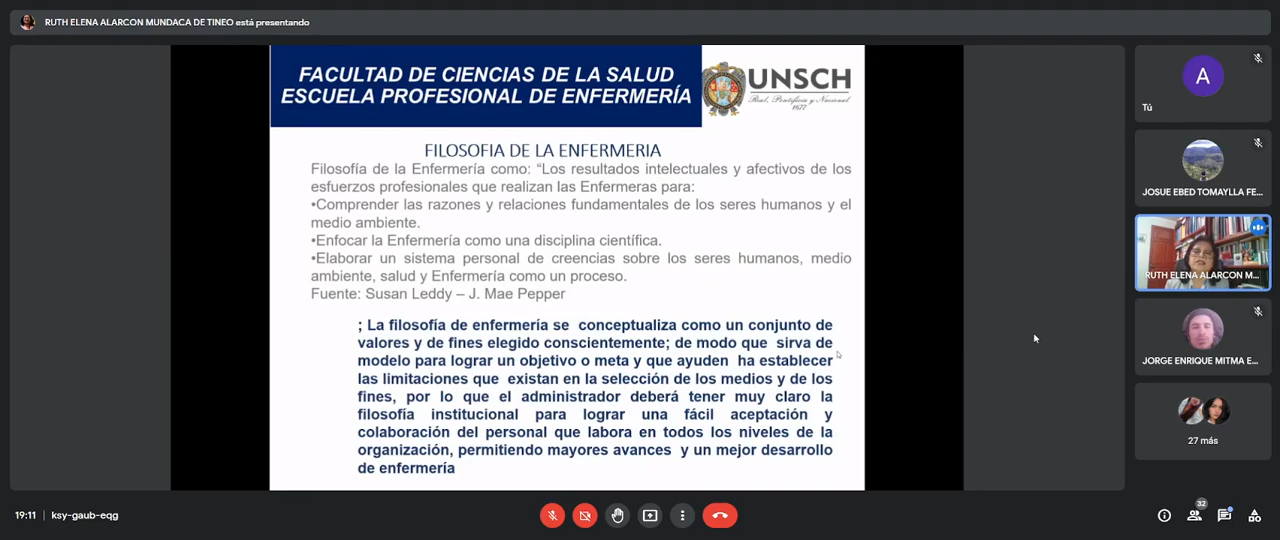 RUTH ELENA ALARCON MUNDACA DE TINEO está presentando
FACULTAD DE CIENCIAS DE LA SALUD
ESCUELA PROFESIONAL DE ENFERMERÍA
UNSCH
Real, Pontificia y Nacional
1677
FILOSOFIA DE LA ENFERMERIA
Filosofía de la Enfermería como: “Los resultados intelectuales y afectivos de los
esfuerzos profesionales que realizan las Enfermeras para:
•Comprender las razones y relaciones fundamentales de los seres humanos y el
medio ambiente.
•Enfocar la Enfermería como una disciplina científica.
•Elaborar un sistema personal de creencias sobre los seres humanos, medio
ambiente, salud y Enfermería como un proceso.
Fuente: Susan Leddy – J. Mae Pepper
; La filosofía de enfermería se conceptualiza como un conjunto de
valores y de fines elegido conscientemente; de modo que sirva de
modelo para lograr un objetivo o meta y que ayuden ha establecer
las limitaciones que existan en la selección de los medios y de los
fines, por lo que el administrador deberá tener muy claro la
filosofía institucional para lograr una fácil aceptación y
colaboración del personal que labora en todos los niveles de la
organización, permitiendo mayores avances y un mejor desarrollo
de enfermería
A
Tú
JOSUE EBED TOMAYLLA FE...
RUTH ELENA ALARCON M...
JORGE ENRIQUE MITMA E...
27 más
19:11 | ksy-gaub-eqg
32